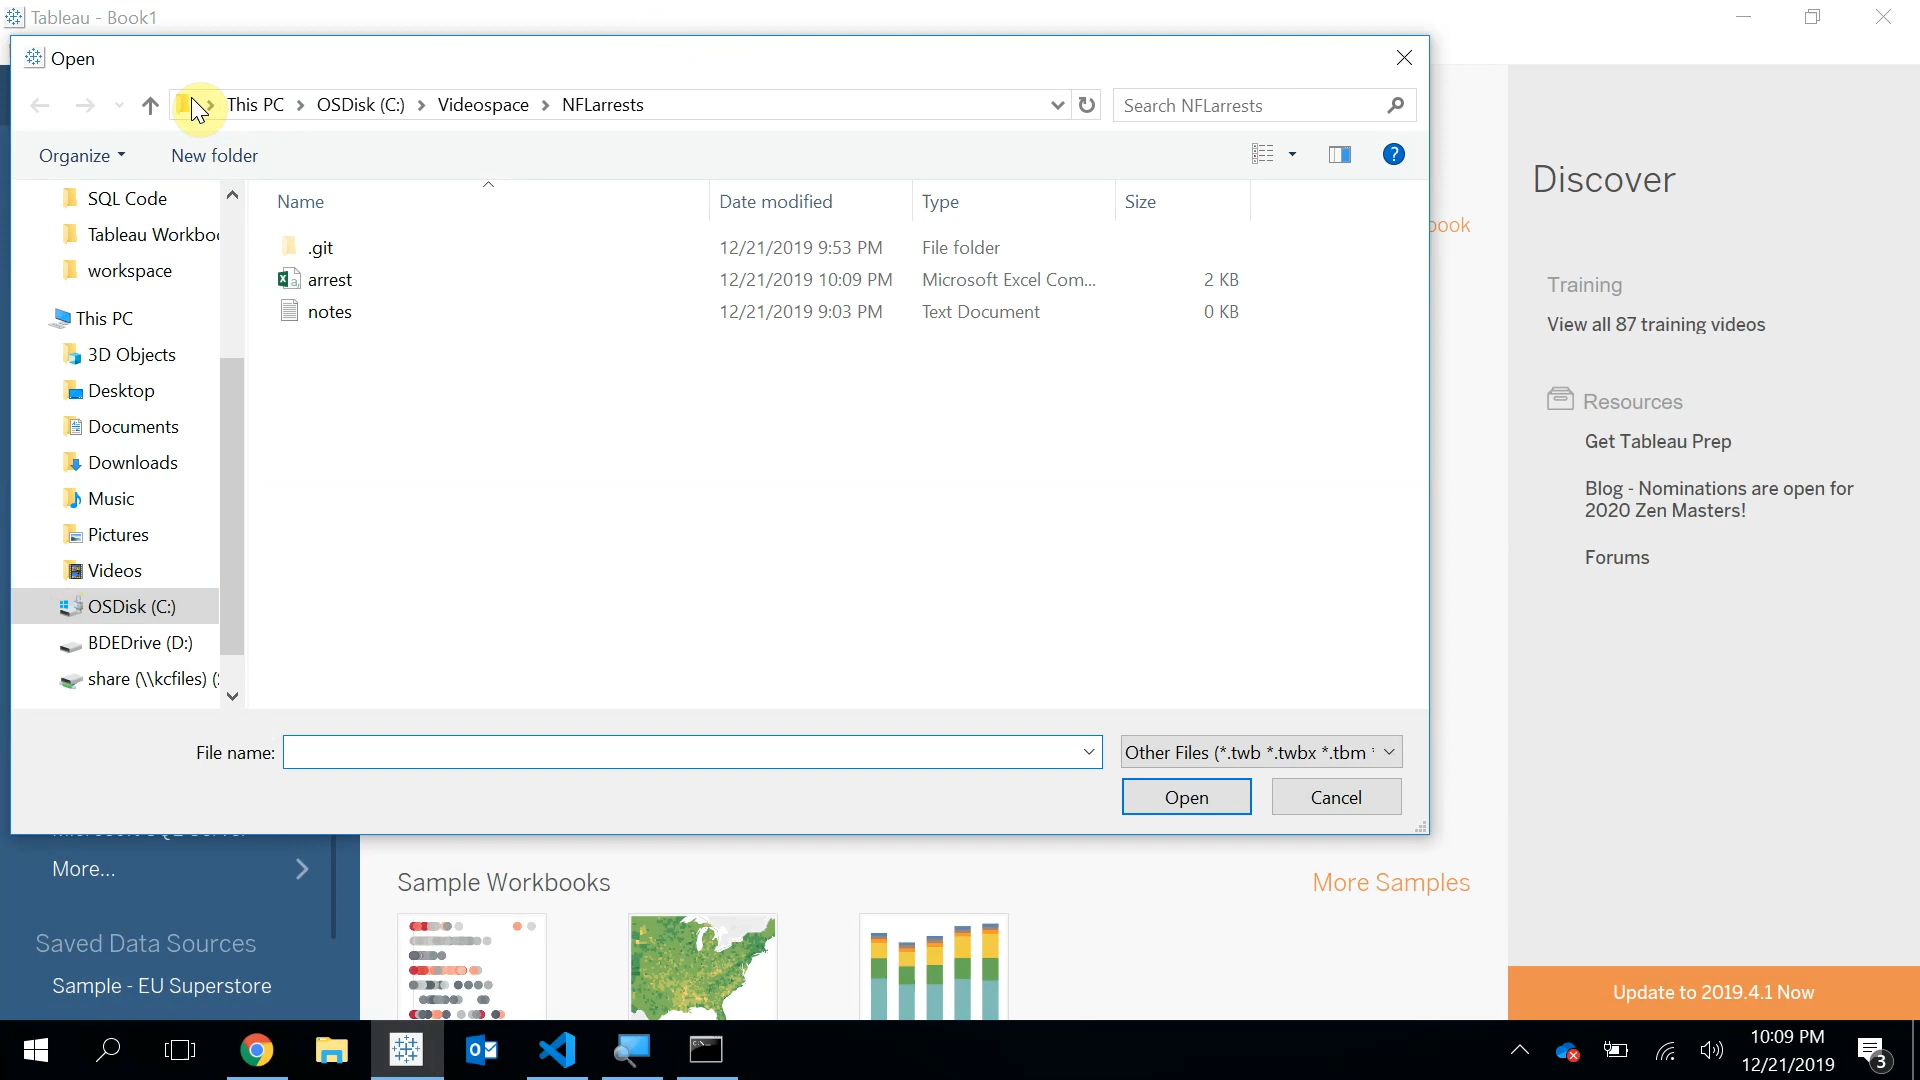 Tableau - Book1
Open
This PC
OSDisk (C:)
Videospace
NFLarrests
Search NFLarrests
Organize
New folder
SQL Code
Tableau Workboo
workspace
This PC
3D Objects
Desktop
Documents
Downloads
Music
Pictures
Videos
OSDisk (C:)
BDEDrive (D:)
share (\\kcfiles) (
Name Date modified Type Size
.git 12/21/2019 9:53 PM File folder
arrest 12/21/2019 10:09 PM Microsoft Excel Com... 2 KB
notes 12/21/2019 9:03 PM Text Document 0 KB
File name:
Other Files (*.twb *.twbx *.tbm
Open
Cancel
book
Discover
Training
View all 87 training videos
Resources
Get Tableau Prep
Blog - Nominations are open for
2020 Zen Masters!
Forums
Update to 2019.4.1 Now
More...
Saved Data Sources
Sample - EU Superstore
Sample Workbooks
More Samples
10:09 PM
12/21/2019
3